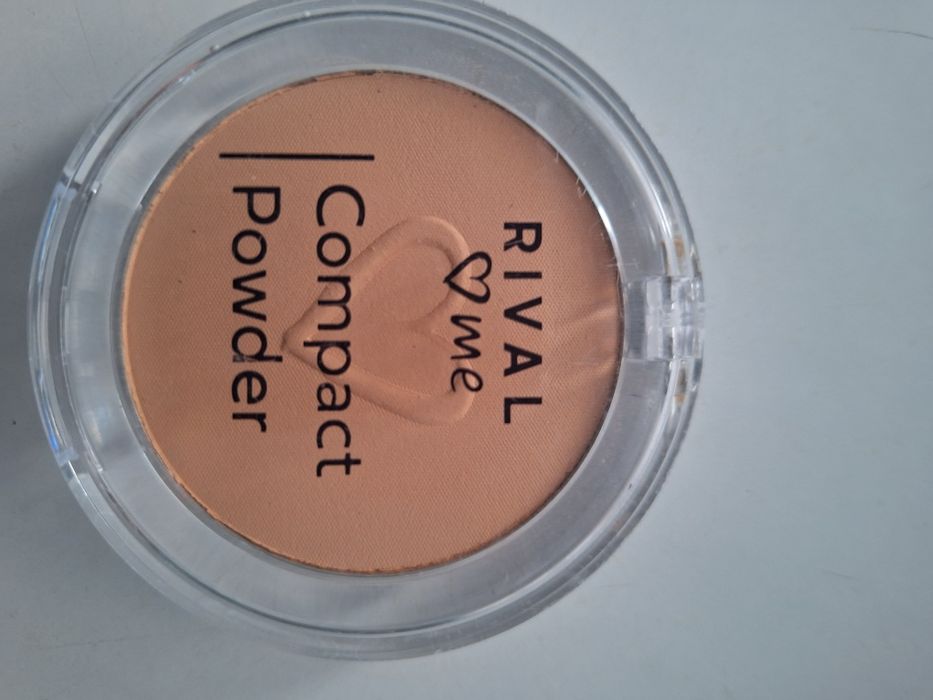 RIVAL
me
Compact
Powder